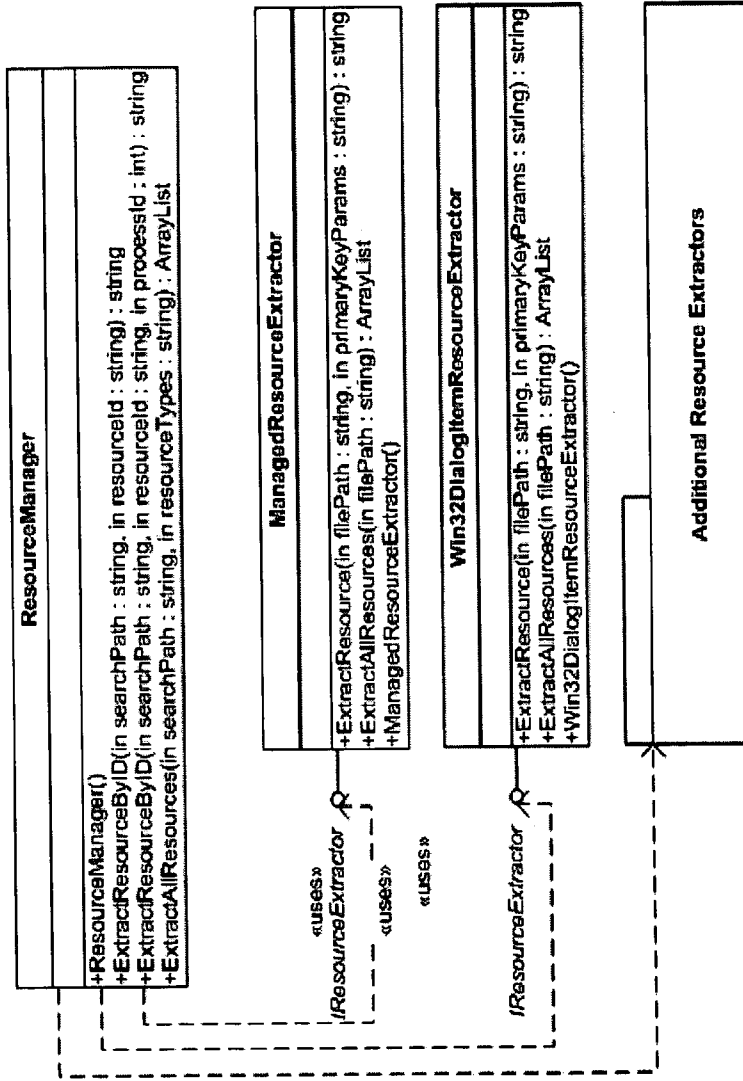 ResourceManager
+ResourceManager()
+ExtractResourceByID(in searchPath : string, in resourceId : string) : string
+ExtractResourceByID(in searchPath : string, in resourceId : string, in processId : int) : string
+ExtractAllResources(in searchPath : string, in resourceTypes : string) : ArrayList
«uses»
IResourceExtractor
«uses»
«uses»
ManagedResourceExtractor
+ExtractResource(in filePath : string, in primaryKeyParams : string) : string
+ExtractAllResources(in filePath : string) : ArrayList
+ManagedResourceExtractor()
IResourceExtractor
Win32DialogItemResourceExtractor
+ExtractResource(in filePath : string, in primaryKeyParams : string) : string
+ExtractAllResources(in filePath : string) : ArrayList
+Win32DialogItemResourceExtractor()
Additional Resource Extractors